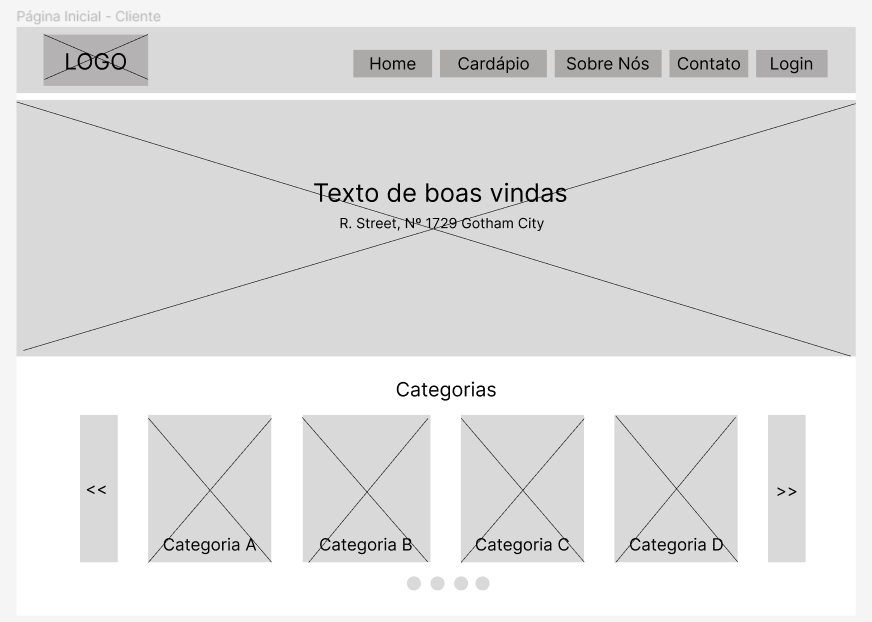 Página Inicial - Cliente
LOGO
Home
Cardápio
Sobre Nós
Contato
Login
Texto de boas vindas
R. Street, Nº 1729 Gotham City
Categorias
<<
Categoria A
Categoria B
Categoria C
Categoria D
>>